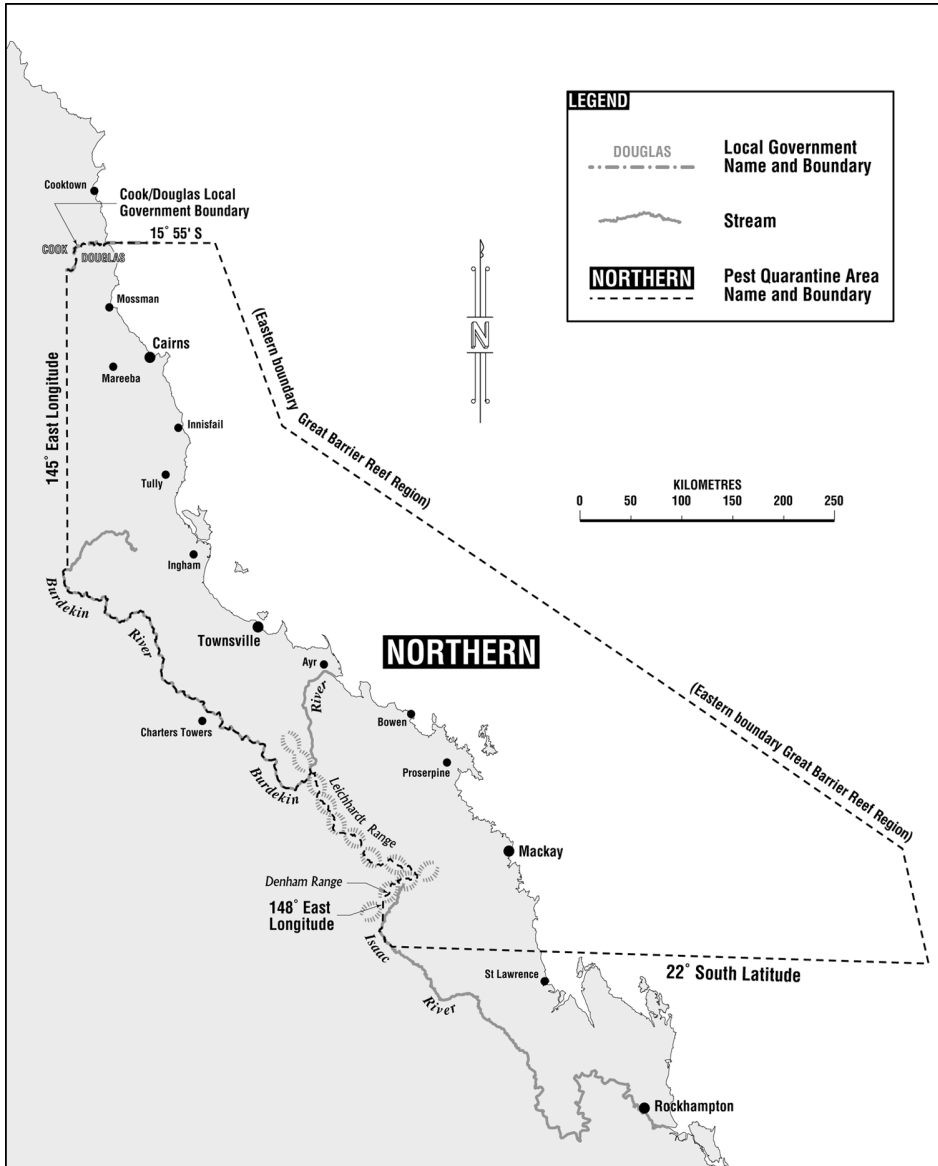 LEGEND
DOUGLAS
Local Government
Name and Boundary
Stream
NORTHERN
Pest Quarantine Area
Name and Boundary
Cooktown
Cook/Douglas Local
Government Boundary
15° 55' S
COOK
DOUGLAS
Mossman
Cairns
Mareeba
N
(Eastern boundary
Great Barrier Reef Region)
145° East Longitude
Innisfail
Tully
KILOMETRES
0 50 100 150 200 250
Ingham
Burdekin
River
Townsville
NORTHERN
Ayr
River
Charters Towers
Bowen
Proserpine
Burdekin
Leichhardt Range
(Eastern boundary Great Barrier Reef Region)
Mackay
Denham Range
148° East
Longitude
Isaac
River
22° South Latitude
St Lawrence
Rockhampton